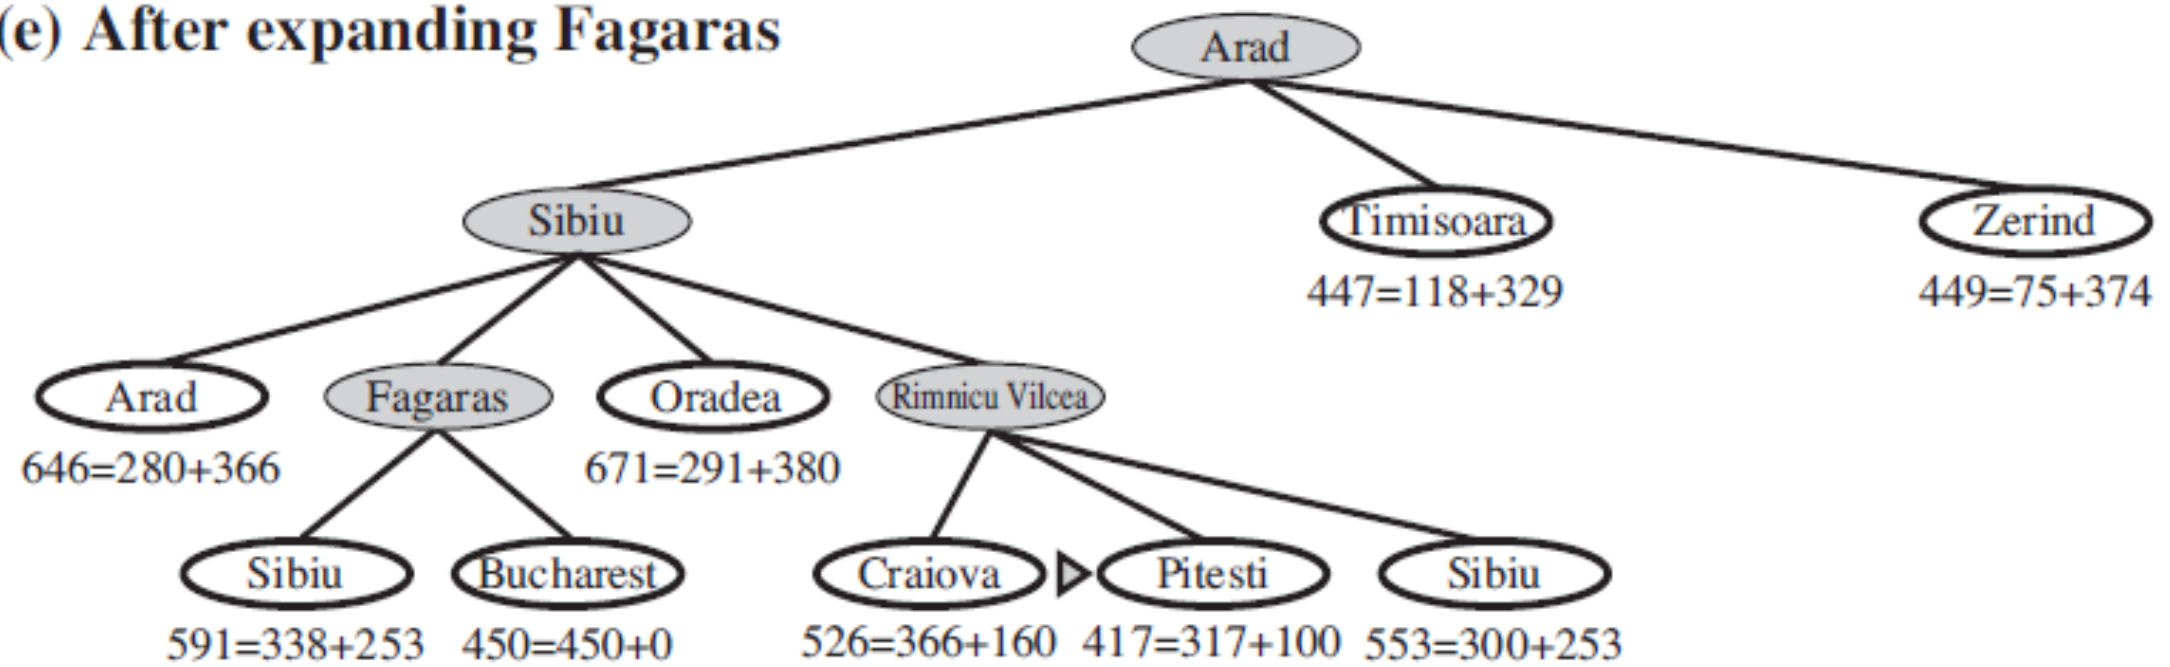 (e) After expanding Fagaras
Arad
Sibiu
Timisoara
Zerind
447=118+329
449=75+374
Arad
Fagaras
Oradea
Rimnicu Vilcea
646=280+366
671=291+380
Sibiu
Bucharest
Craiova
Pitesti
Sibiu
591=338+253
450=450+0
526=366+160
417=317+100
553=300+253